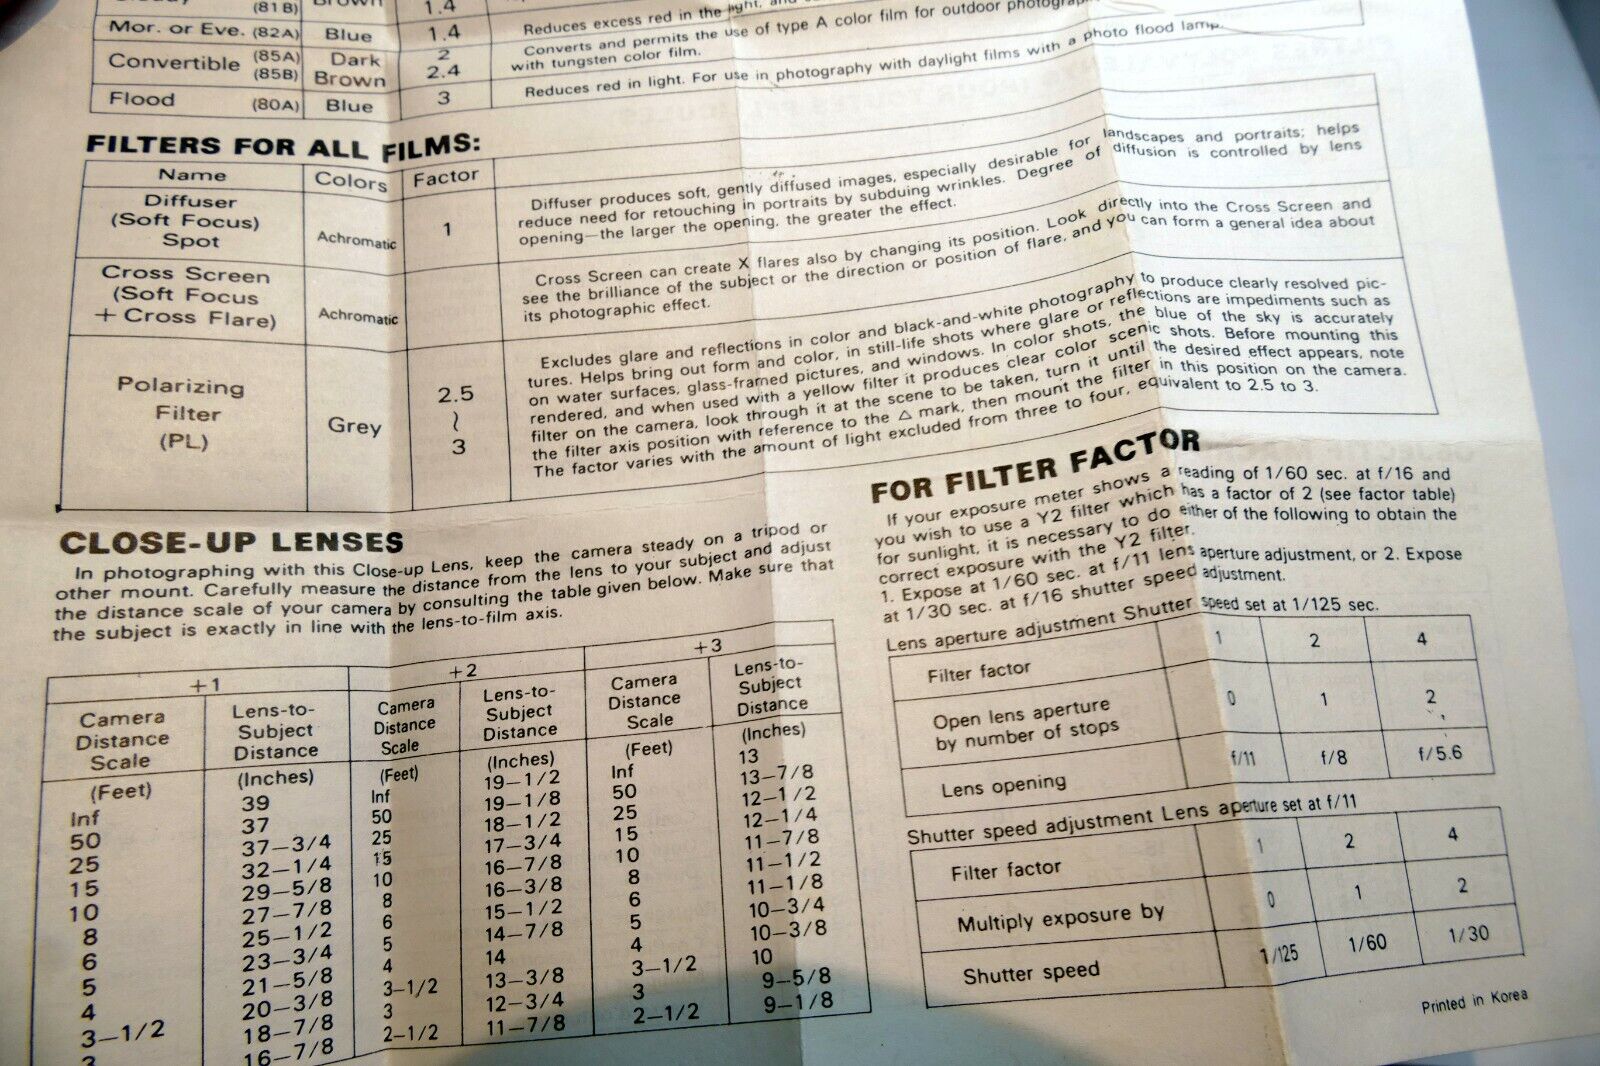 (81B) Brown 1.4
Mor. or Eve. (82A) Blue 1.4 Reduces excess red in the light, and
Convertible (85A) (85B) Dark Brown 2 2.4 Converts and permits the use of type A color film for outdoor
with tungsten color film.
Flood (80A) Blue 3 Reduces red in light. For use in photography with daylight films with a photo flood lamp.
FILTERS FOR ALL FILMS:
Name Colors Factor
Diffuser
(Soft Focus)
Spot
Achromatic
1
Diffuser produces soft, gently diffused images, especially desirable for landscapes and portraits; helps
reduce need for retouching in portraits by subduing wrinkles. Degree of diffusion is controlled by lens
opening—the larger the opening, the greater the effect.
Cross Screen
(Soft Focus
+ Cross Flare)
Achromatic
Cross Screen can create X flares also by changing its position. Look directly into the Cross Screen and
see the brilliance of the subject or the direction or position of flare, and you can form a general idea about
its photographic effect.
Polarizing
Filter
(PL)
Grey
2.5
~
3
Excludes glare and reflections in color and black-and-white photography to produce clearly resolved pic-
tures. Helps bring out form and color, in still-life shots where glare or reflections are impediments such as
on water surfaces, glass-framed pictures, and windows. In color shots, the blue of the sky is accurately
rendered, and when used with a yellow filter it produces clear color scenic shots. Before mounting this
filter on the camera, look through it at the scene to be taken, turn it until the desired effect appears, note
the filter axis position with reference to the △ mark, then mount the filter in this position on the camera.
The factor varies with the amount of light excluded from three to four, equivalent to 2.5 to 3.
CLOSE-UP LENSES
In photographing with this Close-up Lens, keep the camera steady on a tripod or
other mount. Carefully measure the distance from the lens to your subject and adjust
the distance scale of your camera by consulting the table given below. Make sure that
the subject is exactly in line with the lens-to-film axis.
+1 +2 +3
Camera Distance Scale Lens-to-Subject Distance Camera Distance Scale Lens-to-Subject Distance Camera Distance Scale Lens-to-Subject Distance
(Feet) (Inches) (Feet) (Inches) (Feet) (Inches)
Inf 39 Inf 19-1/2 Inf 13
50 37 50 19-1/8 50 13-7/8
25 37-3/4 25 18-1/2 25 12-1/2
15 32-1/4 15 17-3/4 15 12-1/4
10 29-5/8 10 16-7/8 10 11-7/8
8 27-7/8 8 16-3/8 8 11-1/2
6 25-1/2 6 15-1/2 6 11-1/8
5 23-3/4 5 14-7/8 5 10-3/4
4 21-5/8 4 14 4 10-3/8
3-1/2 20-3/8 3-1/2 13-3/8 3-1/2 10
3 18-7/8 3 12-3/4 3 9-5/8
16-7/8 2-1/2 11-7/8 2-1/2 9-1/8
FOR FILTER FACTOR
If your exposure meter shows a reading of 1/60 sec. at f/16 and
you wish to use a Y2 filter which has a factor of 2 (see factor table)
for sunlight, it is necessary to do either of the following to obtain the
correct exposure with the Y2 filter.
1. Expose at 1/60 sec. at f/11 lens aperture adjustment, or 2. Expose
at 1/30 sec. at f/16 shutter speed adjustment.
Lens aperture adjustment Shutter speed set at 1/125 sec.
Filter factor 1 2 4
Open lens aperture
by number of stops 0 1 2
Lens opening f/11 f/8 f/5.6
Shutter speed adjustment Lens aperture set at f/11
Filter factor 1 2 4
Multiply exposure by 0 1 2
Shutter speed 1/125 1/60 1/30
Printed in Korea